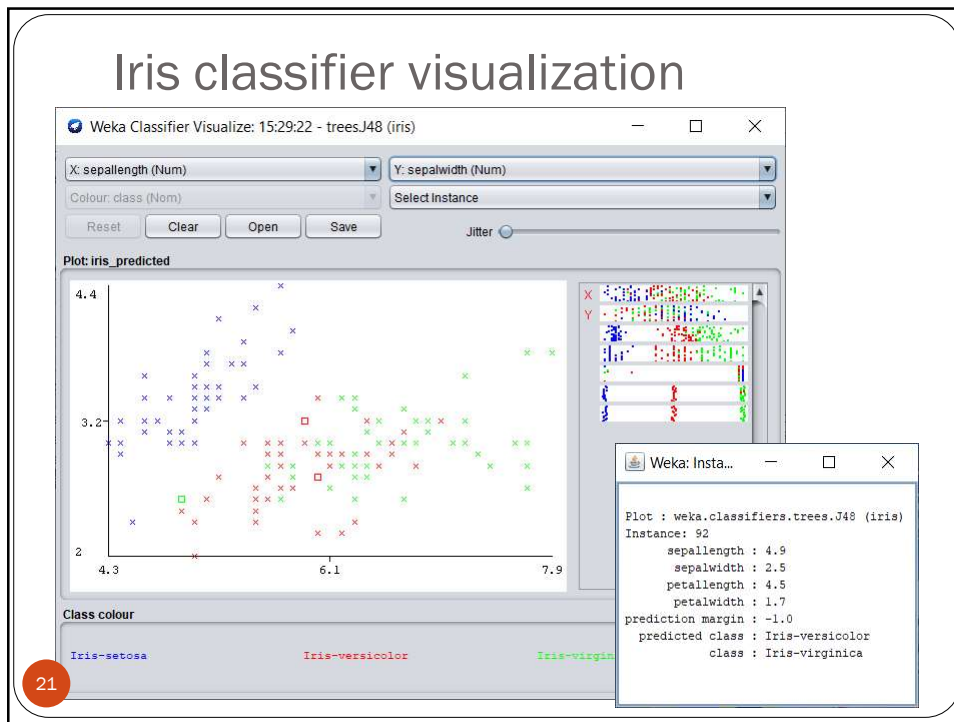 Iris classifier visualization
Weka Classifier Visualize: 15:29:22 - trees.J48 (iris)
X: sepallength (Num)
Y: sepalwidth (Num)
Colour: class (Nom)
Select Instance
Reset
Clear
Open
Save
Jitter
Plot: iris_predicted
4.4
3.2
2
4.3
6.1
7.9
X
Y
Class colour
Iris-setosa
Iris-versicolor
Iris-virgin
Weka: Insta...
Plot : weka.classifiers.trees.J48 (iris)
Instance: 92
sepallength : 4.9
sepalwidth : 2.5
petallength : 4.5
petalwidth : 1.7
prediction margin : -1.0
predicted class : Iris-versicolor
class : Iris-virginica
21